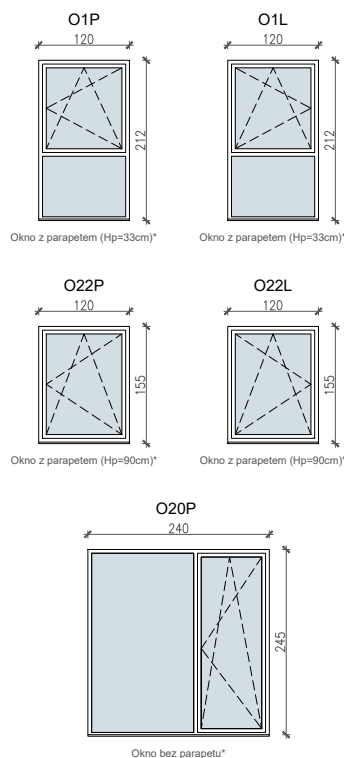 O1P
120
212
Okno z parapetem (Hp=33cm)*
O1L
120
212
Okno z parapetem (Hp=33cm)*
O22P
120
155
Okno z parapetem (Hp=90cm)*
O22L
120
155
Okno z parapetem (Hp=90cm)*
O20P
240
245
Okno bez parapetu*